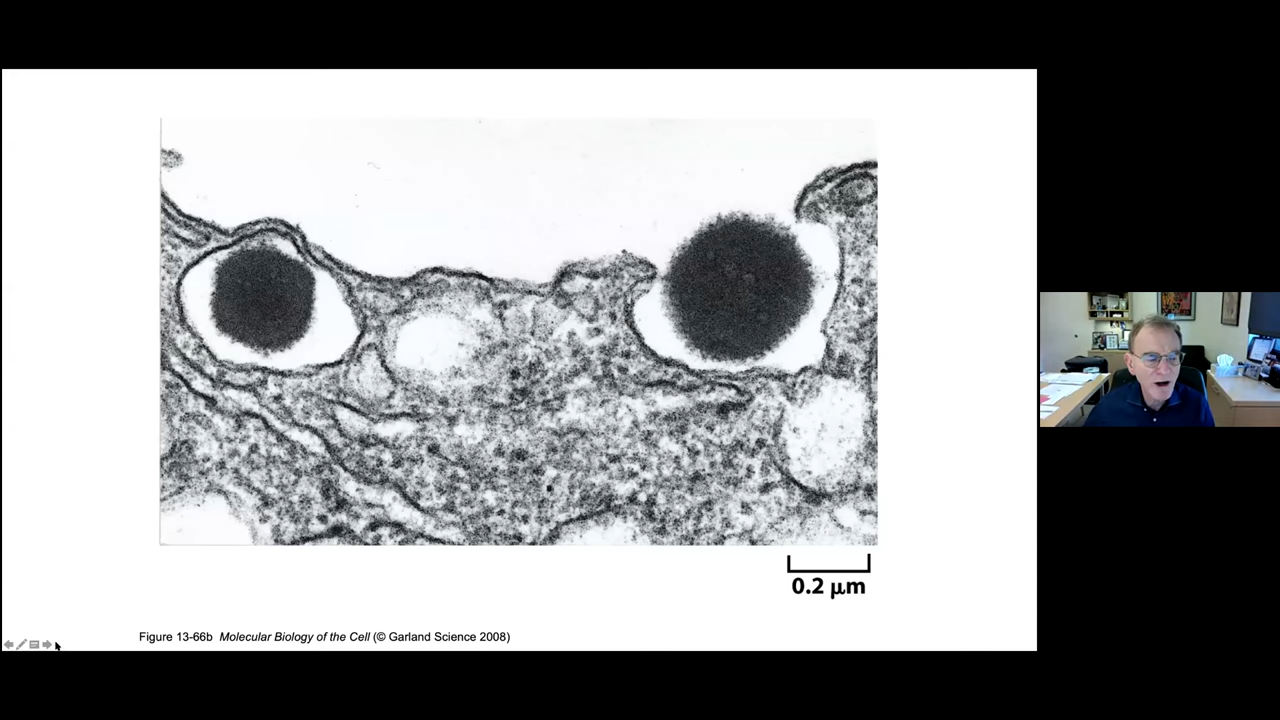 0.2 μm
Figure 13-66b Molecular Biology of the Cell (© Garland Science 2008)